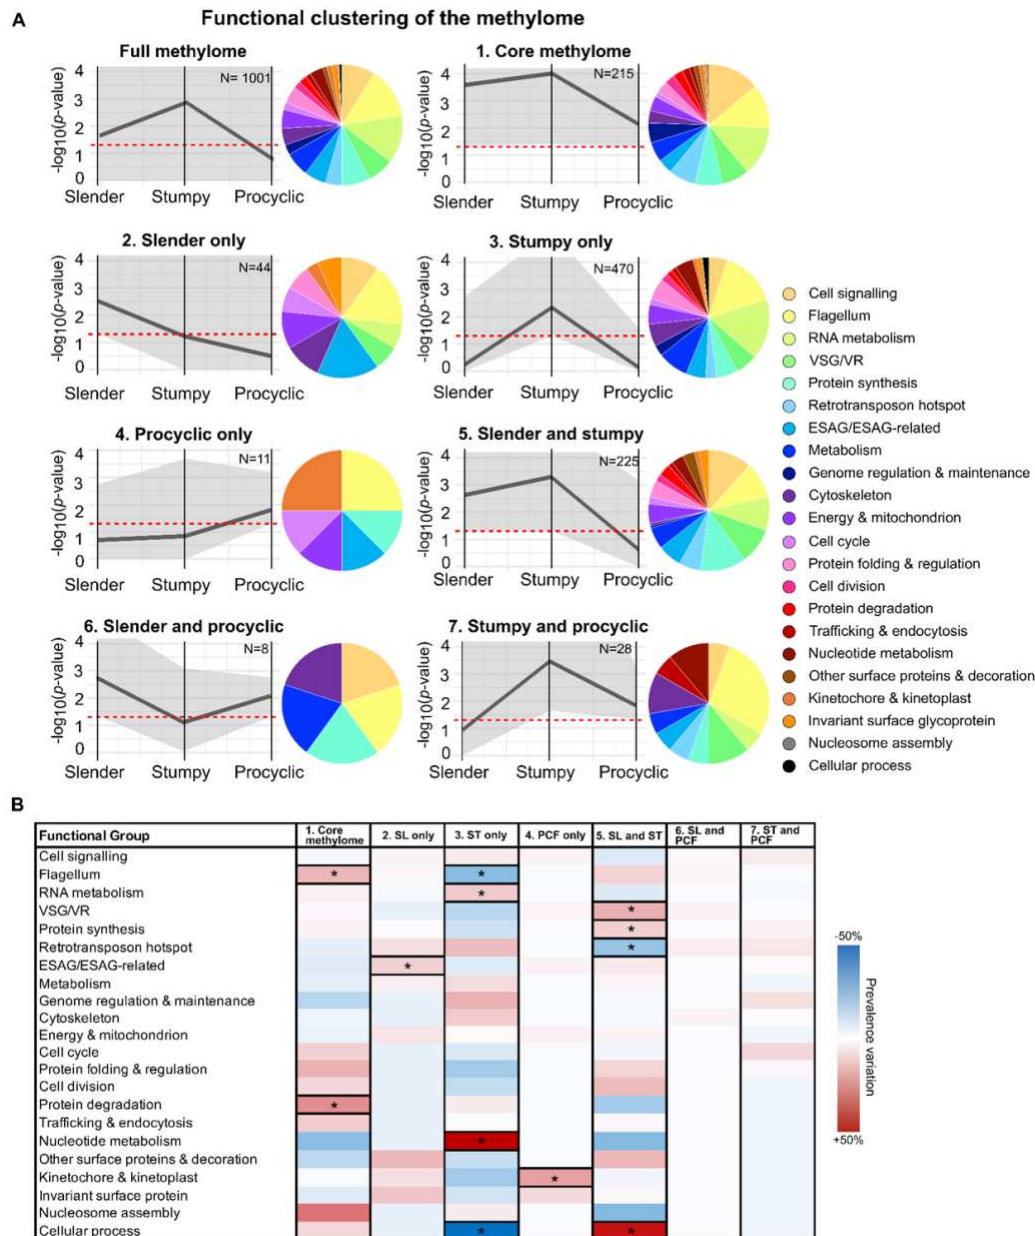 A
Functional clustering of the methylome
Full methylome
-log10(p-value)
4
3
2
1
0
N= 1001
Slender Stumpy Procyclic
1. Core methylome
-log10(p-value)
4
3
2
1
0
N=215
Slender Stumpy Procyclic
2. Slender only
-log10(p-value)
4
3
2
1
0
N=44
Slender Stumpy Procyclic
3. Stumpy only
-log10(p-value)
4
3
2
1
0
N=470
Slender Stumpy Procyclic
4. Procyclic only
-log10(p-value)
4
3
2
1
0
N=11
Slender Stumpy Procyclic
5. Slender and stumpy
-log10(p-value)
4
3
2
1
0
N=225
Slender Stumpy Procyclic
6. Slender and procyclic
-log10(p-value)
4
3
2
1
0
N=8
Slender Stumpy Procyclic
7. Stumpy and procyclic
-log10(p-value)
4
3
2
1
0
N=28
Slender Stumpy Procyclic
Cell signalling
Flagellum
RNA metabolism
VSG/VR
Protein synthesis
Retrotransposon hotspot
ESAG/ESAG-related
Metabolism
Genome regulation & maintenance
Cytoskeleton
Energy & mitochondrion
Cell cycle
Protein folding & regulation
Cell division
Protein degradation
Trafficking & endocytosis
Nucleotide metabolism
Other surface proteins & decoration
Kinetochore & kinetoplast
Invariant surface glycoprotein
Nucleosome assembly
Cellular process
B
Functional Group
1. Core
methylome
2. SL only
3. ST only
4. PCF only
5. SL and ST
6. SL and
PCF
7. ST and
PCF
Cell signalling
Flagellum * *
RNA metabolism *
VSG/VR *
Protein synthesis *
Retrotransposon hotspot *
ESAG/ESAG-related *
Metabolism
Genome regulation & maintenance
Cytoskeleton
Energy & mitochondrion
Cell cycle
Protein folding & regulation
Cell division
Protein degradation *
Trafficking & endocytosis
Nucleotide metabolism *
Other surface proteins & decoration
Kinetochore & kinetoplast *
Invariant surface protein
Nucleosome assembly
Cellular process * *
-50%
Prevalence variation
+50%